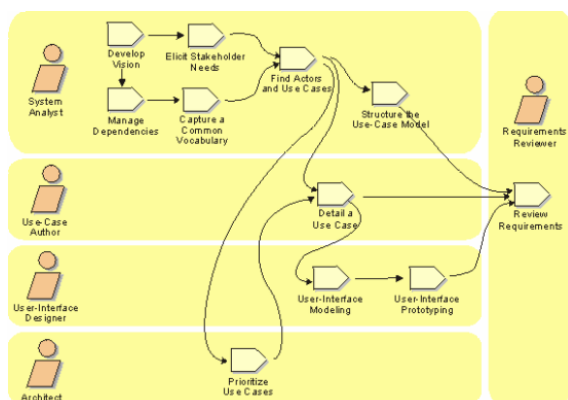 Develop
Vision
Elicit Stakeholder
Needs
Find Actors
and Use Cases
System
Analyst
Manage
Dependencies
Capture a
Common
Vocabulary
Structure the
Use-Case Model
Requirements
Reviewer
Use-Case
Author
Detail a
Use Case
Review
Requirements
User-Interface
Designer
User-Interface
Modeling
User-Interface
Prototyping
Architect
Prioritize
Use Cases